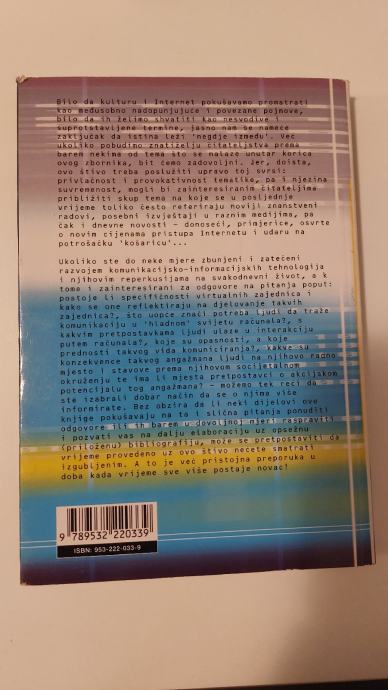 Bilo da kulturu i Internet pokušavamo promatrati
kao međusobno nadopunjujuće i povezane pojmove,
bilo da ih želimo shvatiti kao nesvodive i
suprotstavljene termine, jasno nam se nameće
zaključak da istina leži 'negdje između'. Već
ukoliko pobudimo znatiželju čitateljstva prema
barem nekima od tema što se nalaze unutar korica
ovog zbornika, bit ćemo zadovoljni. Jer, doista,
ovo štivo treba poslužiti upravo toj svrsi:
privlačnost i provokativnost tematike, pa i njezina
suvremenost, mogli bi zainteresiranim čitateljima
približiti skup tema na koje se u posljednje
vrijeme toliko često referiraju noviji znanstveni
radovi, posebni izvještaji u raznim medijima, pa
čak i dnevne novosti - donoseći, primjerice, osvrte
o novim cijenama pristupa Internetu i udaru na
potrošačku 'košaricu'...
Ukoliko ste do neke mjere zbunjeni i zatečeni
razvojem komunikacijsko-informacijskih tehnologija
i njihovim reperkusijama na svakodnevni život, a k
tome i zainteresirani za odgovore na pitanja poput:
postoje li specifičnosti virtualnih zajednica i
kako se one reflektiraju na djelovanje takvih
zajednica?, što uopće znači potreba ljudi da traže
komunikaciju u 'hladnom' svijetu računala?, s
kakvim pretpostavkama ljudi ulaze u interakciju
putem računala?, koje su opasnosti, a koje
prednosti takvog vida komuniciranja?, kakve su
konzekvence takvog angažmana ljudi na njihovo radno
mjesto i stavove prema njihovom socijetalnom
okruženju te ima li mjesta pretpostavci o akcijskom
potencijalu tog angažmana? - možemo tek reći da
ste izabrali dobar način da se o njima više
informirate. Bez obzira da li neki dijelovi ove
knjige pokušavaju na ta i slična pitanja ponuditi
odgovore ili ih barem u dovoljnoj mjeri raspraviti
i pozvati vas na dalju elaboraciju uz opsežnu
(priloženu) bibliografiju, može se pretpostaviti da
vrijeme provedeno uz ovo štivo nećete smatrati
izgubljenim. A to je već pristojna preporuka u
doba kada vrijeme sve više postaje novac!
9 789532 220339
ISBN: 953-222-033-9